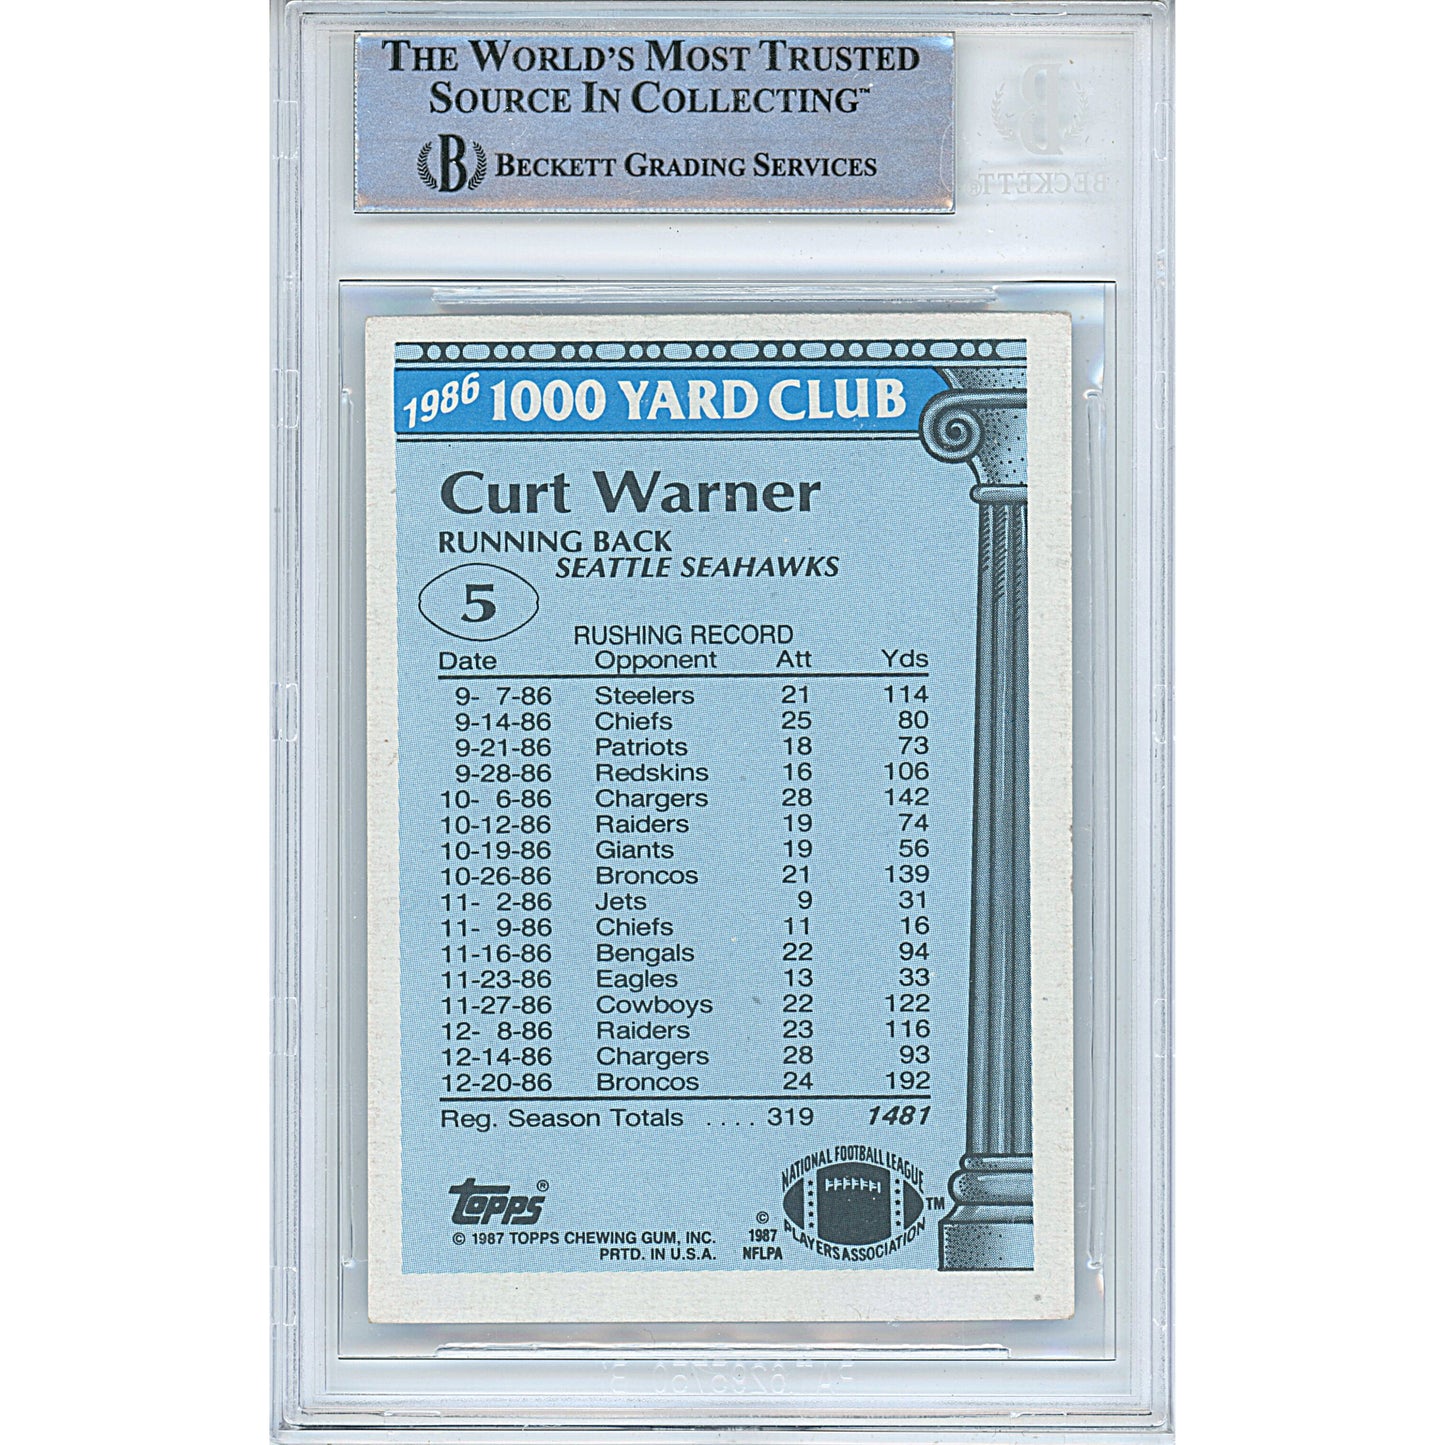 THE WORLD'S MOST TRUSTED
SOURCE IN COLLECTING™
B BECKETT GRADING SERVICES
B
BECKETT®
1986 1000 YARD CLUB
Curt Warner
RUNNING BACK
SEATTLE SEAHAWKS
5
RUSHING RECORD
Date Opponent Att Yds
9- 7-86 Steelers 21 114
9-14-86 Chiefs 25 80
9-21-86 Patriots 18 73
9-28-86 Redskins 16 106
10- 6-86 Chargers 28 142
10-12-86 Raiders 19 74
10-19-86 Giants 19 56
10-26-86 Broncos 21 139
11- 2-86 Jets 9 31
11- 9-86 Chiefs 11 16
11-16-86 Bengals 22 94
11-23-86 Eagles 13 33
11-27-86 Cowboys 22 122
12- 8-86 Raiders 23 116
12-14-86 Chargers 28 93
12-20-86 Broncos 24 192
Reg. Season Totals .... 319 1481
topps®
© 1987 TOPPS CHEWING GUM, INC.
PRTD. IN U.S.A.
©
1987
NFLPA
NATIONAL FOOTBALL LEAGUE
PLAYERS ASSOCIATION
TM